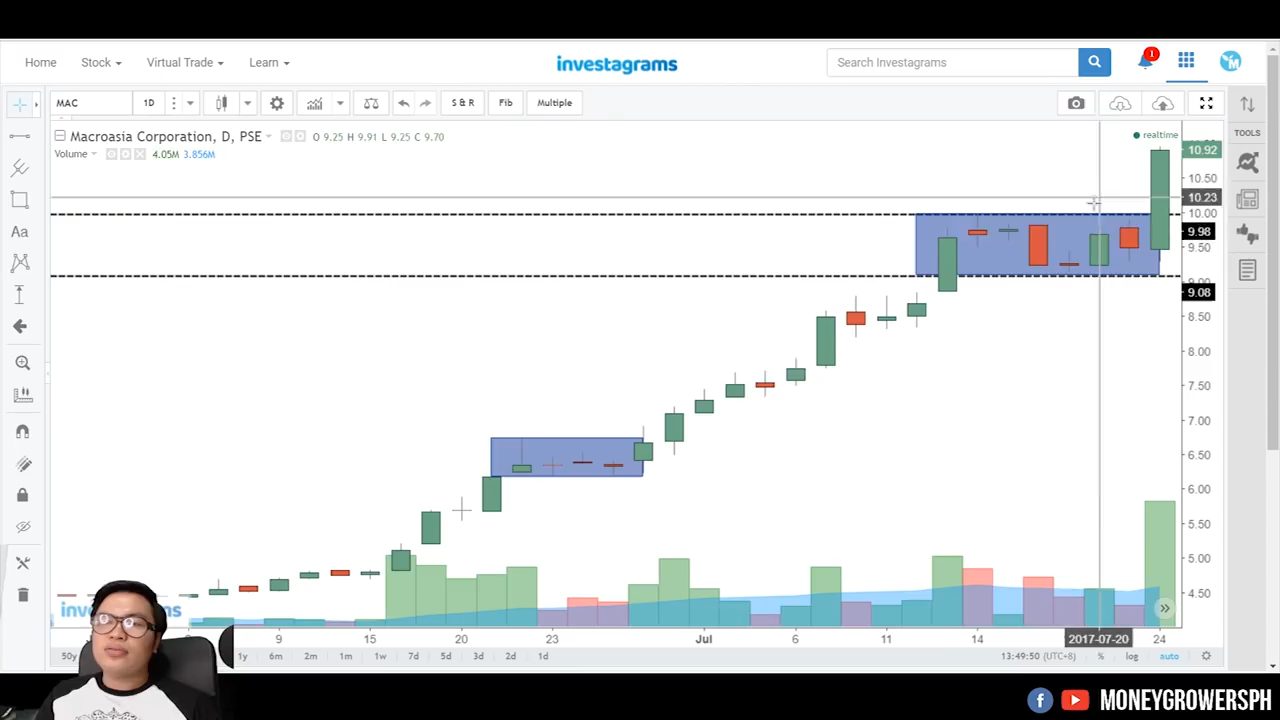 Home Stock Virtual Trade Learn investagrams Search Investagrams 1
MAC 1D S & R Fib Multiple
Macroasia Corporation, D, PSE O 9.25 H 9.91 L 9.25 C 9.70
realtime
TOOLS
Volume 4.05M 3.856M
10.92
10.50
10.23
10.00
9.98
9.50
9.08
8.50
8.00
7.50
7.00
6.50
6.00
5.50
5.00
4.50
Aa
investagrams
9 15 20 23 Jul 6 11 14 2017-07-20 24
50y 1y 6m 2m 1m 1w 7d 5d 3d 2d 1d 13:49:50 (UTC+8) % log auto
MONEYGROWERSPH